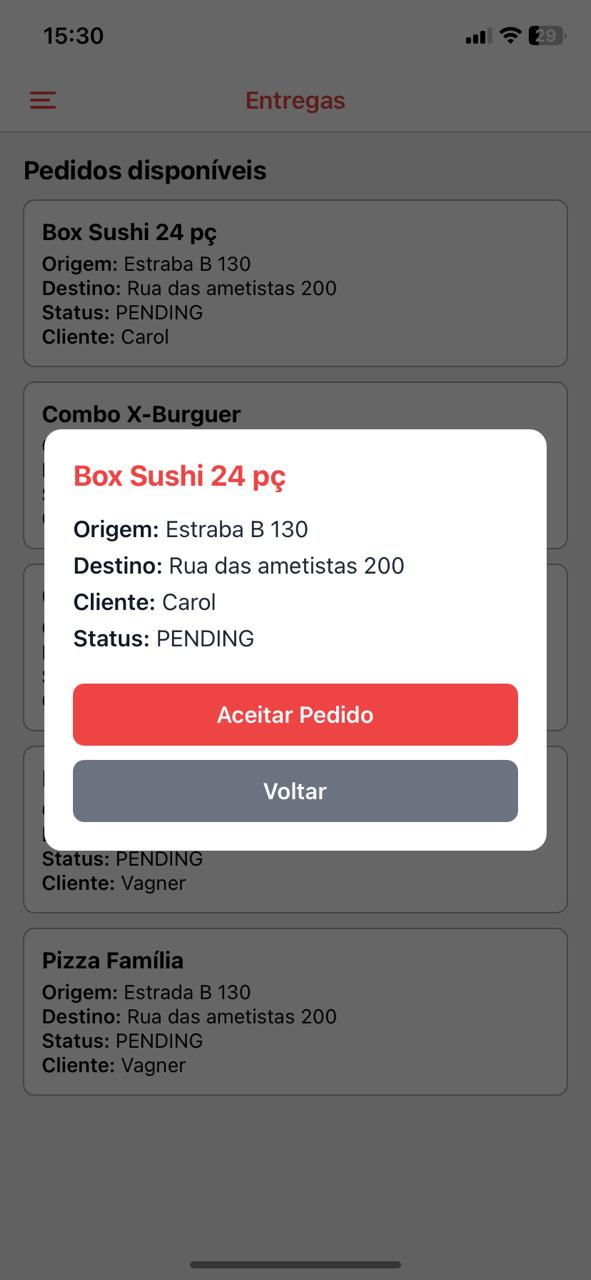 15:30
29
Entregas
Pedidos disponíveis
Box Sushi 24 pç
Origem: Estraba B 130
Destino: Rua das ametistas 200
Status: PENDING
Cliente: Carol
Combo X-Burguer
Box Sushi 24 pç
Origem: Estraba B 130
Destino: Rua das ametistas 200
Cliente: Carol
Status: PENDING
Aceitar Pedido
Voltar
Status: PENDING
Cliente: Vagner
Pizza Família
Origem: Estrada B 130
Destino: Rua das ametistas 200
Status: PENDING
Cliente: Vagner